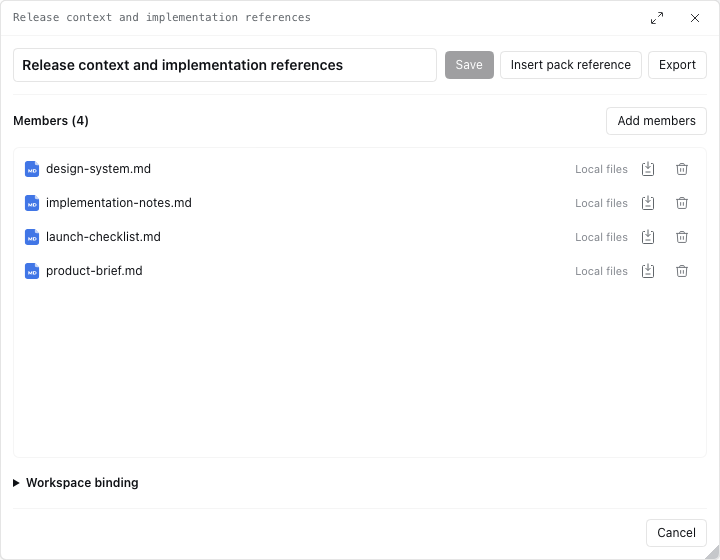 Release context and implementation references
Release context and implementation references
Save
Insert pack reference
Export
Members (4)
Add members
MD design-system.md Local files
MD implementation-notes.md Local files
MD launch-checklist.md Local files
MD product-brief.md Local files
Workspace binding
Cancel